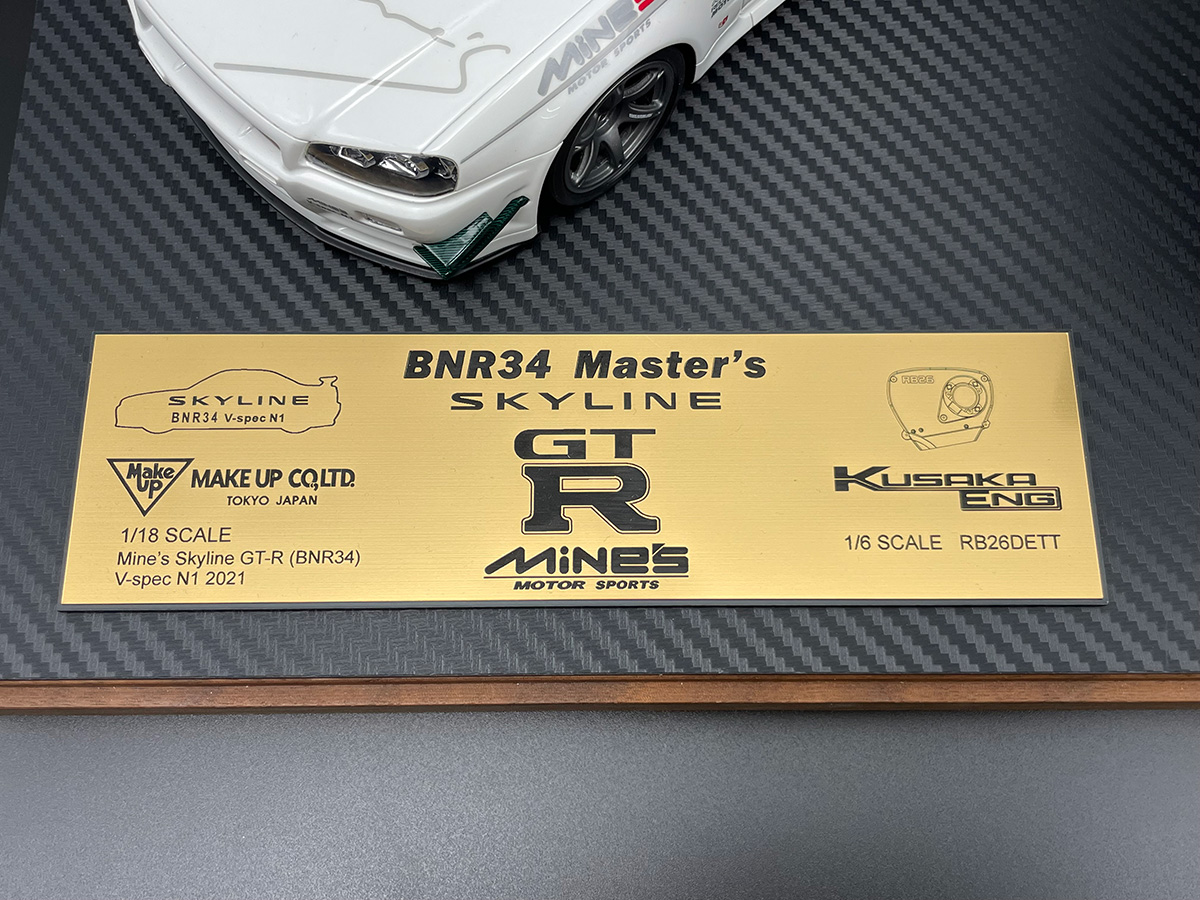 MiNE'S
MOTOR SPORTS
BNR34 Master's
SKYLINE
GT
R
MiNE'S
MOTOR SPORTS
SKYLINE
BNR34 V-spec N1
Make
UP
MAKE UP CO.,LTD.
TOKYO JAPAN
1/18 SCALE
Mine's Skyline GT-R (BNR34)
V-spec N1 2021
RB26
KUSAKA
ENG
1/6 SCALE RB26DETT